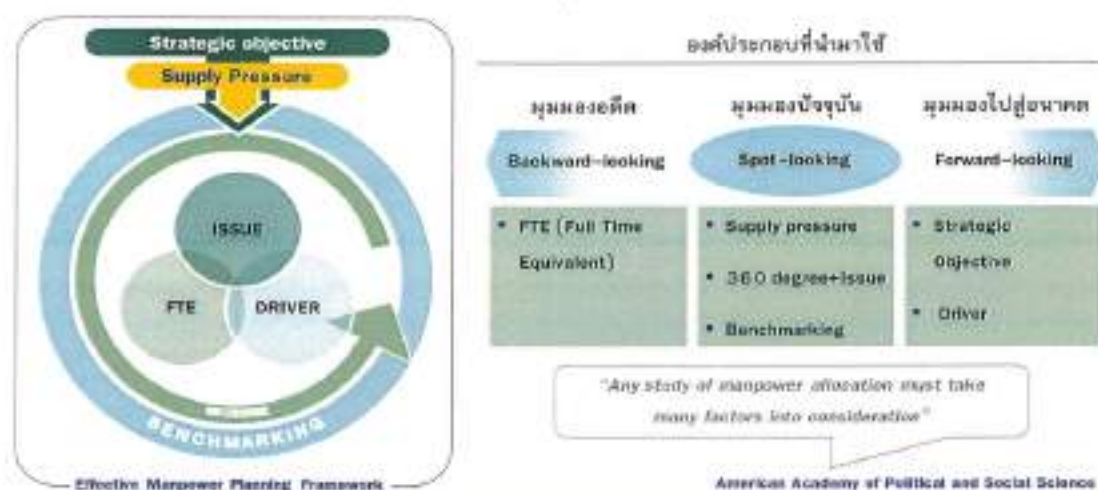 Strategic objective
Supply Pressure
ISSUE
FTE
DRIVER
BENCHMARKING
Effective Manpower Planning Framework
องค์ประกอบที่นำมาใช้
มุมมองอดีต
มุมมองปัจจุบัน
มุมมองไปสู่อนาคต
Backward-looking
Spot-looking
Forward-looking
• FTE (Full Time
Equivalent)
• Supply pressure
• 360 degree+issue
• Benchmarking
• Strategic
Objective
• Driver
"Any study of manpower allocation must take
many factors into consideration"
American Academy of Political and Social Science